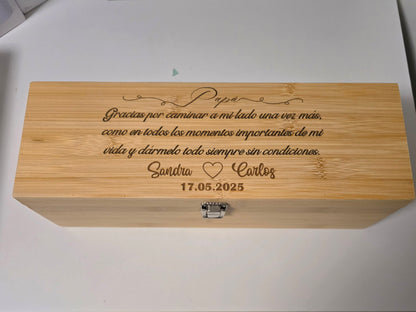 Papá
Gracias por caminar a mi lado una vez más,
como en todos los momentos importantes de mi
vida y dármelo todo siempre sin condiciones.
Sandra ♡ Carlos
17.05.2025